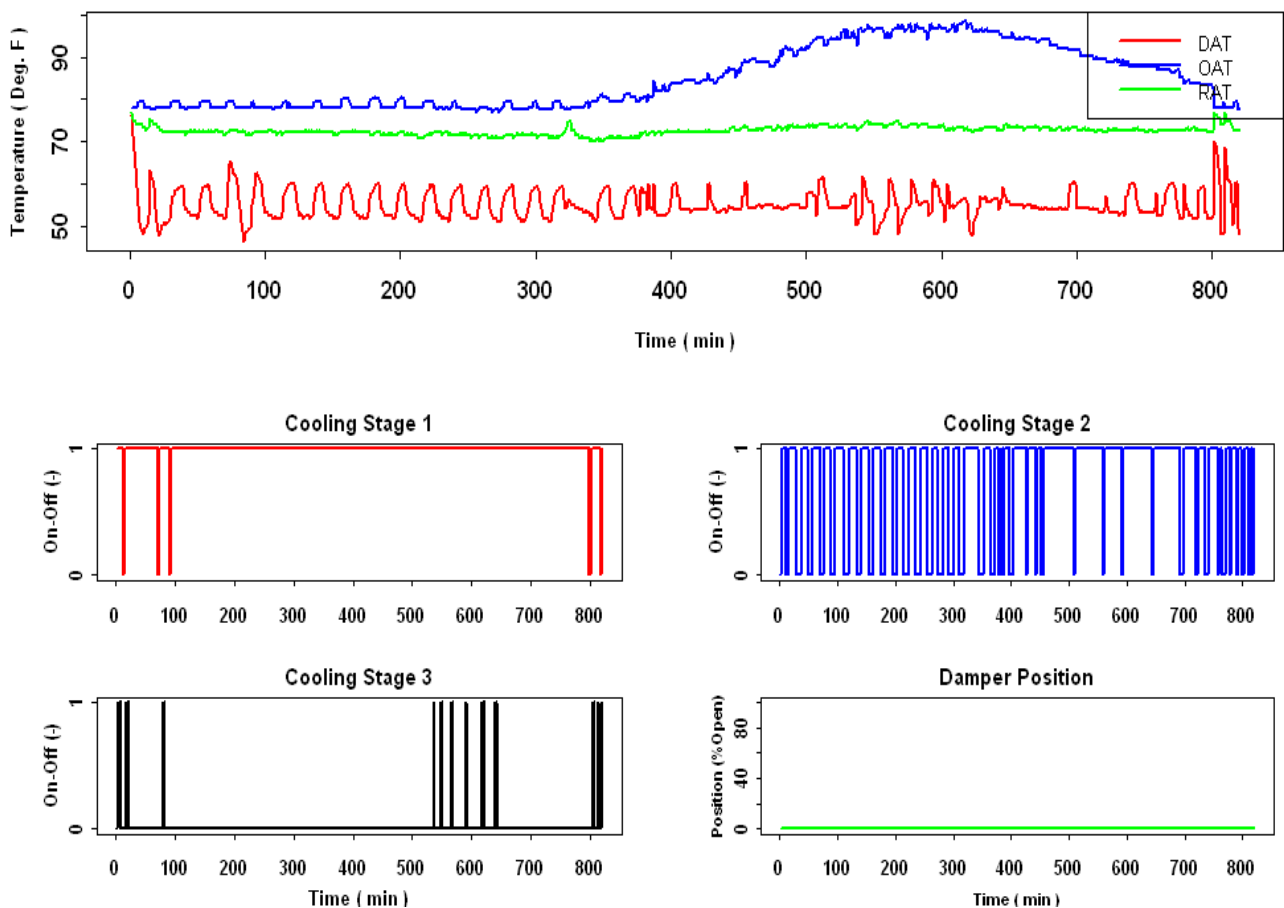 Temperature ( Deg. F )
90
70
50
DAT
OAT
RAT
0 100 200 300 400 500 600 700 800
Time ( min )
Cooling Stage 1
On-Off (-)
1
0
0 100 200 300 400 500 600 700 800
Cooling Stage 2
On-Off (-)
1
0
0 100 200 300 400 500 600 700 800
Cooling Stage 3
On-Off (-)
1
0
0 100 200 300 400 500 600 700 800
Time ( min )
Damper Position
Position (%Open)
80
40
0
0 100 200 300 400 500 600 700 800
Time ( min )